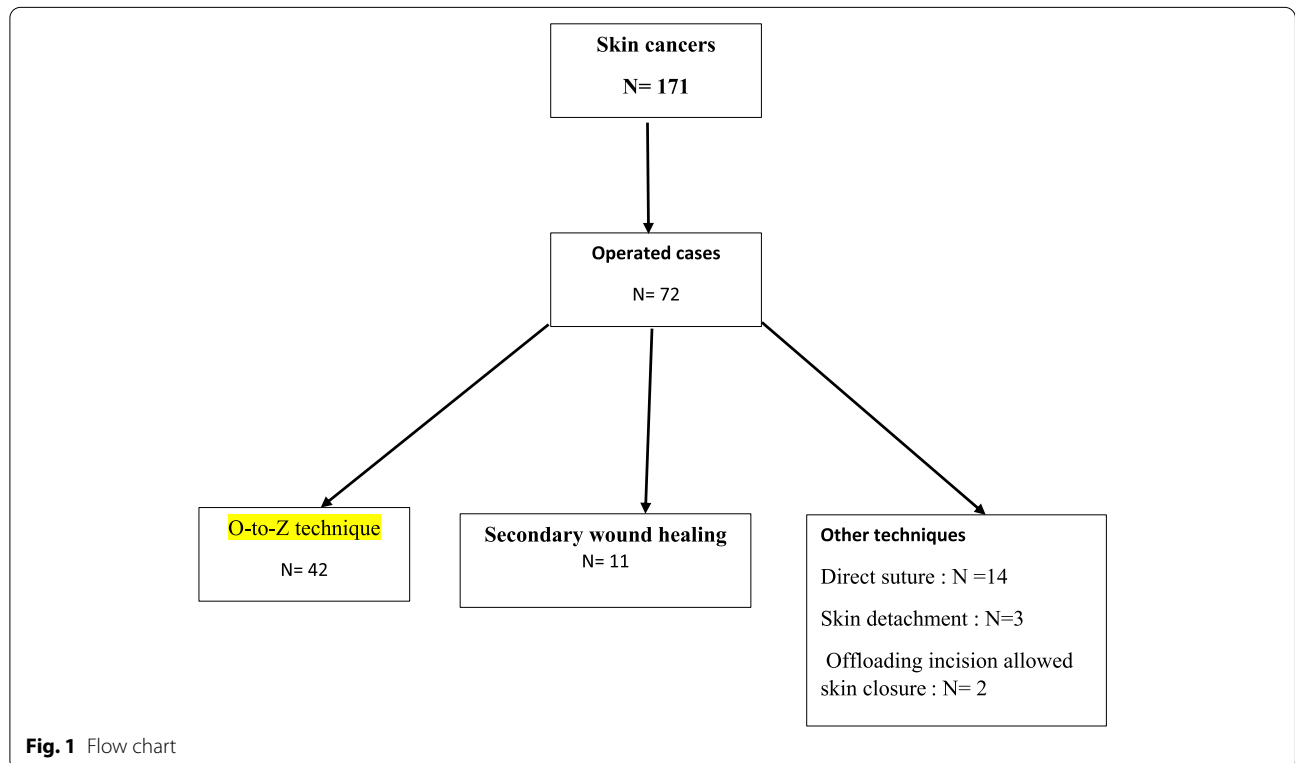 Skin cancers
N= 171
Operated cases
N= 72
O-to-Z technique
N= 42
Secondary wound healing
N= 11
Other techniques
Direct suture : N =14
Skin detachment : N=3
Offloading incision allowed
skin closure : N= 2
Fig. 1 Flow chart